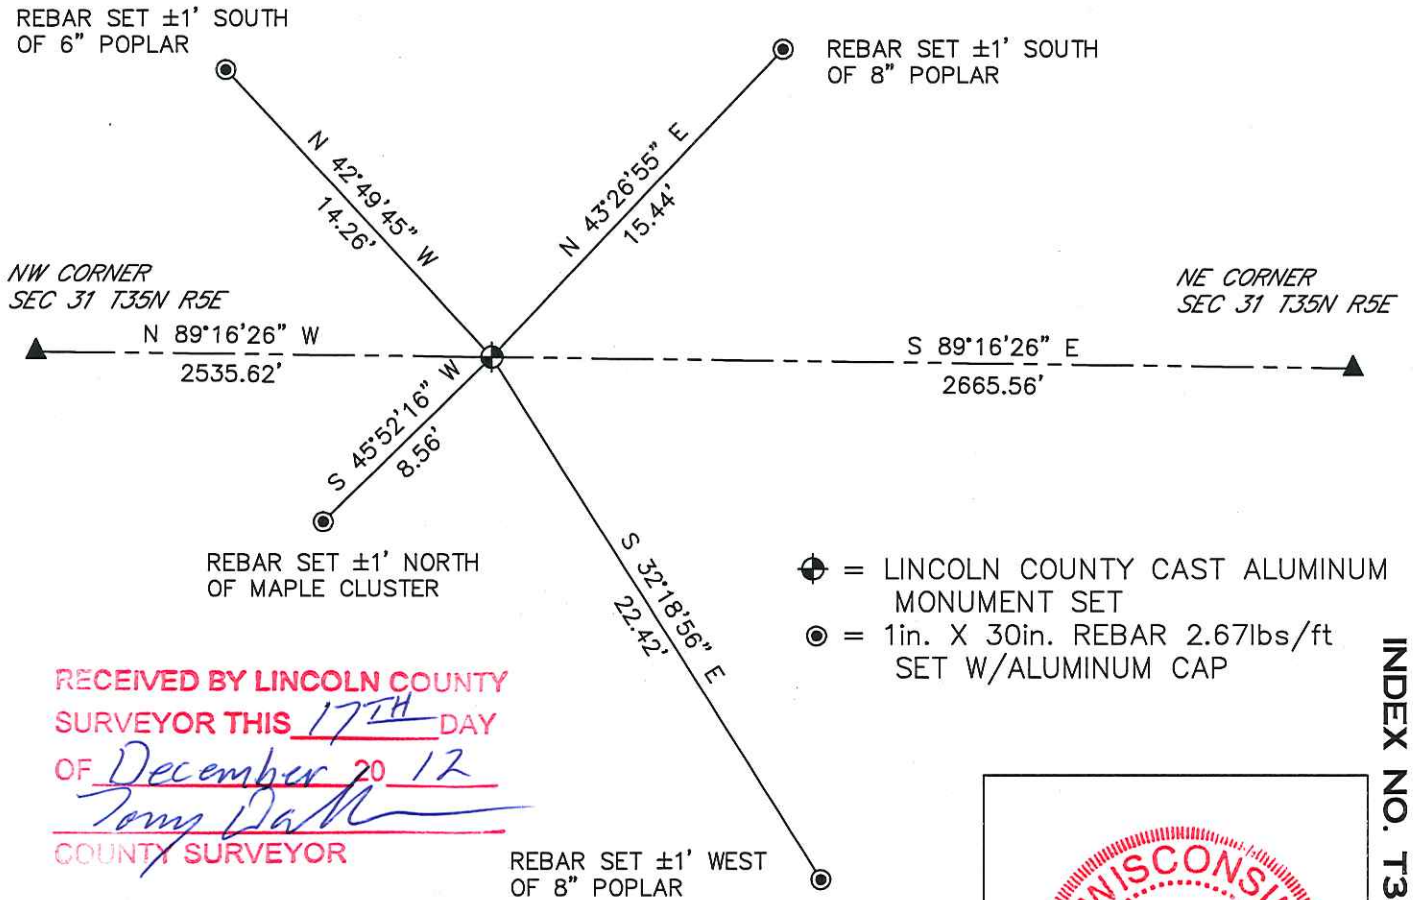 REBAR SET ±1' SOUTH
OF 6" POPLAR
REBAR SET ±1' SOUTH
OF 8" POPLAR
N 42°49'45" W
14.26'
N 43°26'55" E
15.44'
NW CORNER
SEC 31 T35N R5E
NE CORNER
SEC 31 T35N R5E
N 89°16'26" W
2535.62'
S 89°16'26" E
2665.56'
S 45°52'16" W
8.56'
REBAR SET ±1' NORTH
OF MAPLE CLUSTER
S 32°18'56" E
22.42'
= LINCOLN COUNTY CAST ALUMINUM
MONUMENT SET
= 1in. X 30in. REBAR 2.67lbs/ft
SET W/ALUMINUM CAP
RECEIVED BY LINCOLN COUNTY
SURVEYOR THIS 17TH DAY
OF December 20 12
Tony
COUNTY SURVEYOR
REBAR SET ±1' WEST
OF 8" POPLAR
INDEX NO. T3
WISCONSI